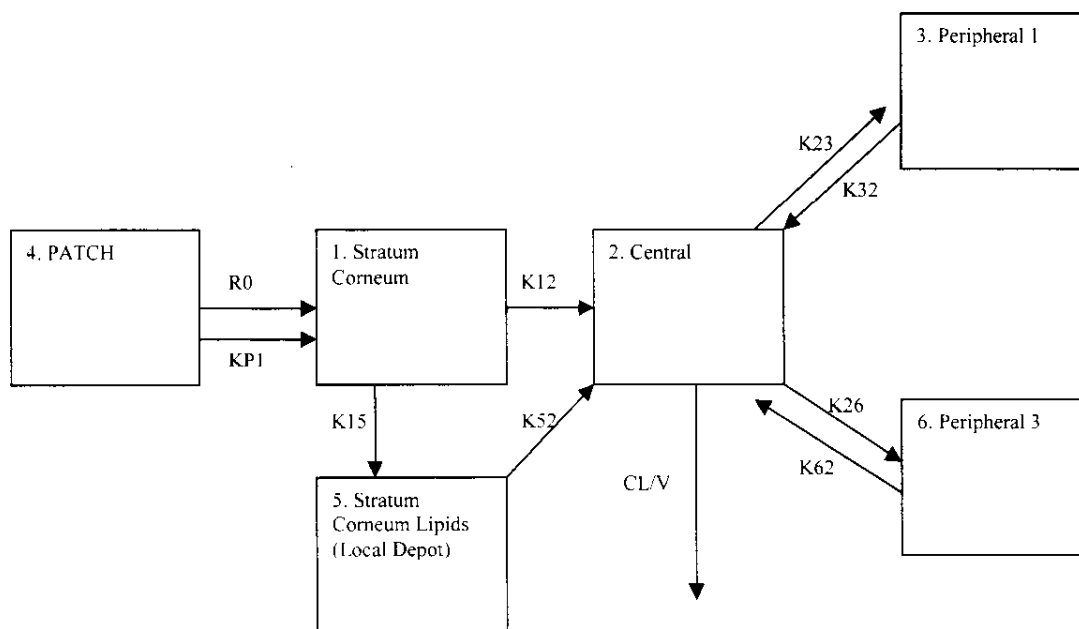 3. Peripheral 1
K23
K32
4. PATCH
R0
KP1
1. Stratum
Corneum
K12
2. Central
K15
K52
5. Stratum
Corneum Lipids
(Local Depot)
CL/V
K26
K62
6. Peripheral 3